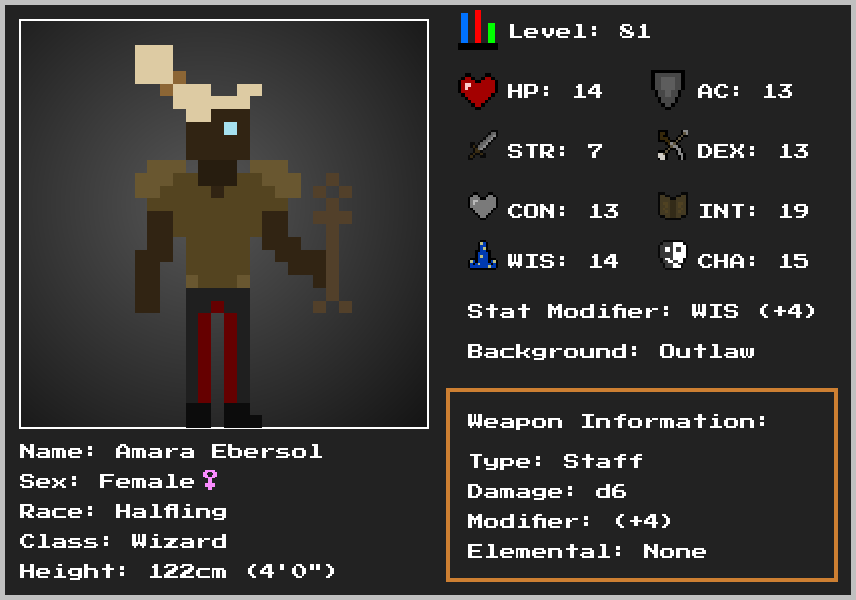 Level: 81
HP: 14
AC: 13
STR: 7
DEX: 13
CON: 13
INT: 19
WIS: 14
CHA: 15
Stat Modifier: WIS (+4)
Background: Outlaw
Weapon Information:
Type: Staff
Damage: d6
Modifier: (+4)
Elemental: None
Name: Amara Ebersol
Sex: Female♀
Race: Halfling
Class: Wizard
Height: 122cm (4'0")